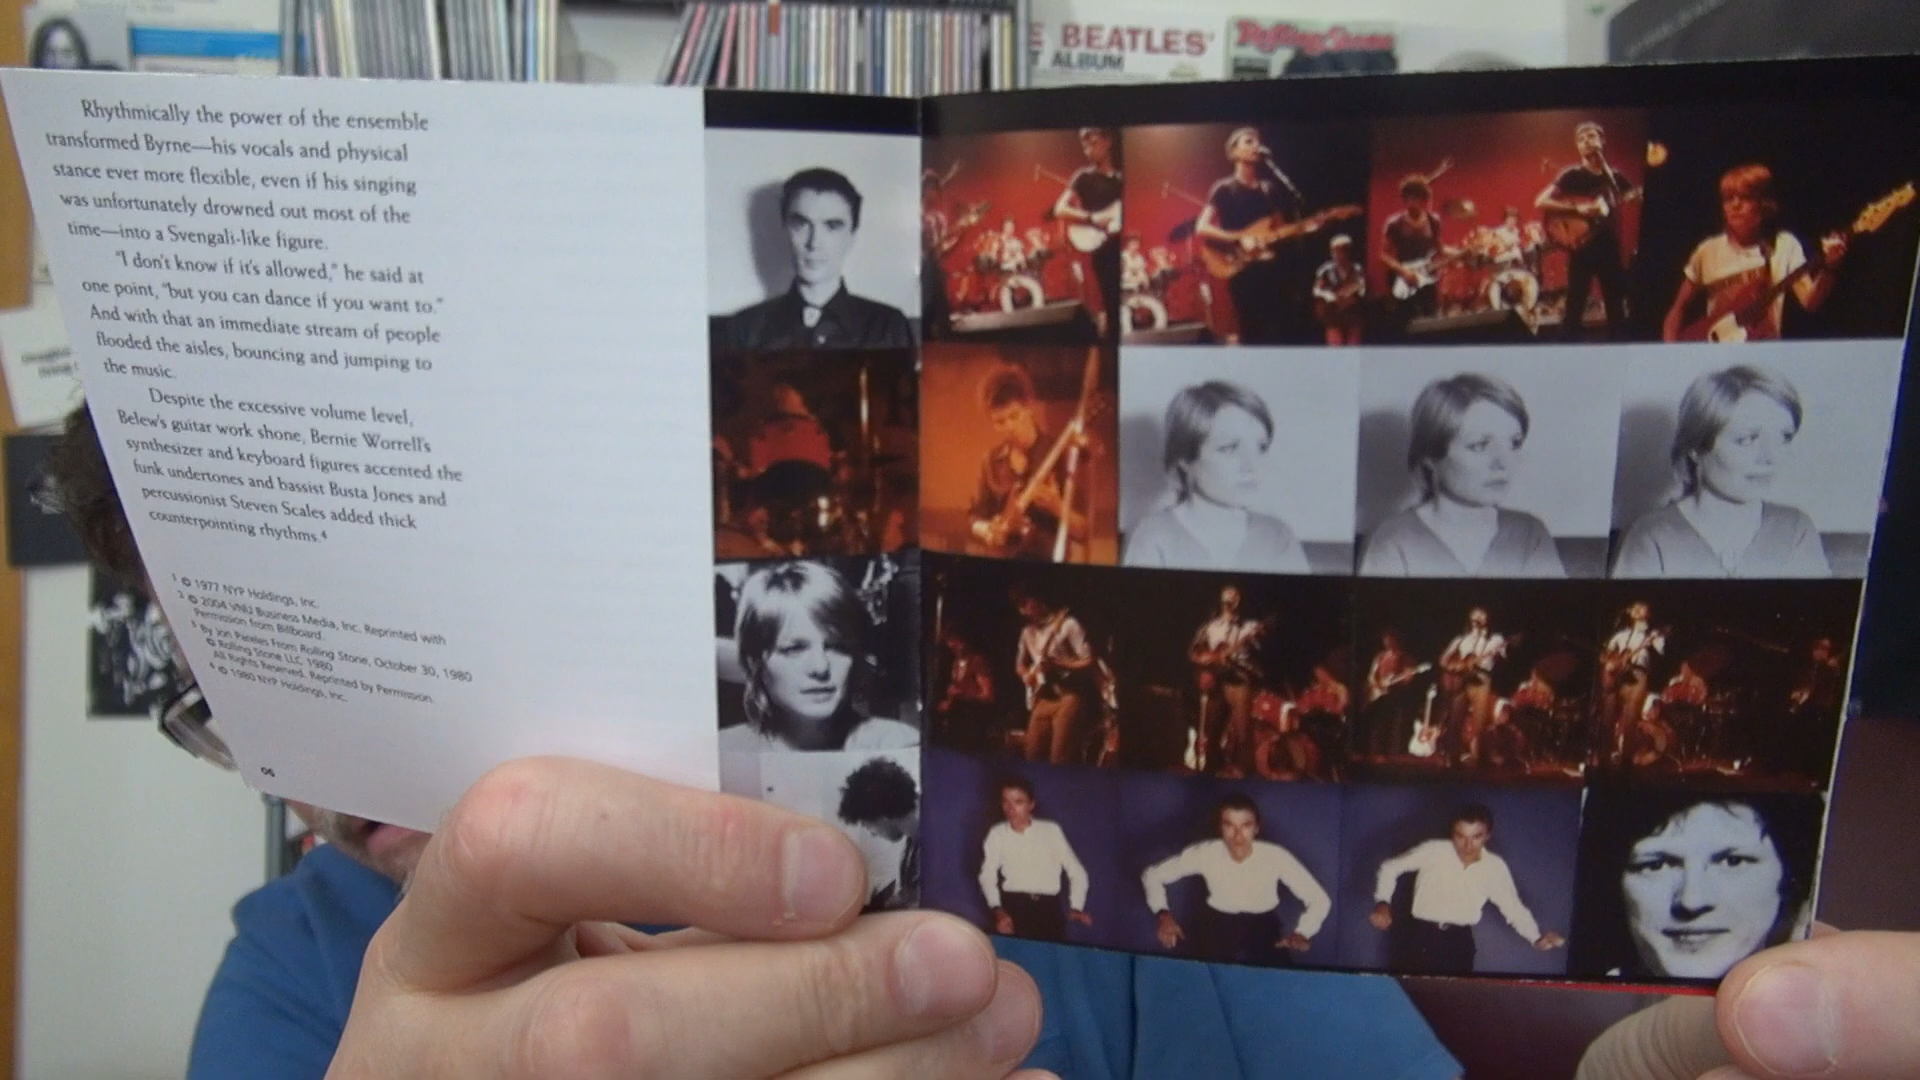 E BEATLES'
T ALBUM
Rolling Stone
Rhythmically the power of the ensemble
transformed Byrne—his vocals and physical
stance ever more flexible, even if his singing
was unfortunately drowned out most of the
time—into a Svengali-like figure.
"I don't know if it's allowed," he said at
one point, "but you can dance if you want to."
And with that an immediate stream of people
flooded the aisles, bouncing and jumping to
the music.
Despite the excessive volume level,
Belew's guitar work shone, Bernie Worrell's
synthesizer and keyboard figures accented the
funk undertones and bassist Busta Jones and
percussionist Steven Scales added thick
counterpointing rhythms.⁴
¹ © 1977 NYP Holdings, Inc.
² © 2004 VNU Business Media, Inc. Reprinted with
Permission from Billboard.
³ By Jon Pareles From Rolling Stone, October 30, 1980
© Rolling Stone LLC 1980
All Rights Reserved. Reprinted by Permission.
⁴ © 1980 NYP Holdings, Inc.
06